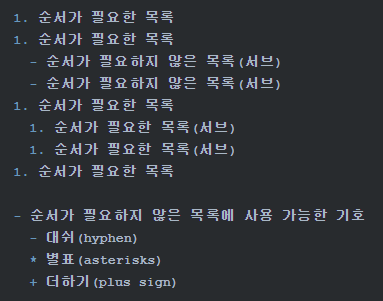 1. 순서가 필요한 목록
1. 순서가 필요한 목록
  - 순서가 필요하지 않은 목록(서브)
  - 순서가 필요하지 않은 목록(서브)
1. 순서가 필요한 목록
  1. 순서가 필요한 목록(서브)
  1. 순서가 필요한 목록(서브)
1. 순서가 필요한 목록

- 순서가 필요하지 않은 목록에 사용 가능한 기호
  - 대쉬(hyphen)
  * 별표(asterisks)
  + 더하기(plus sign)